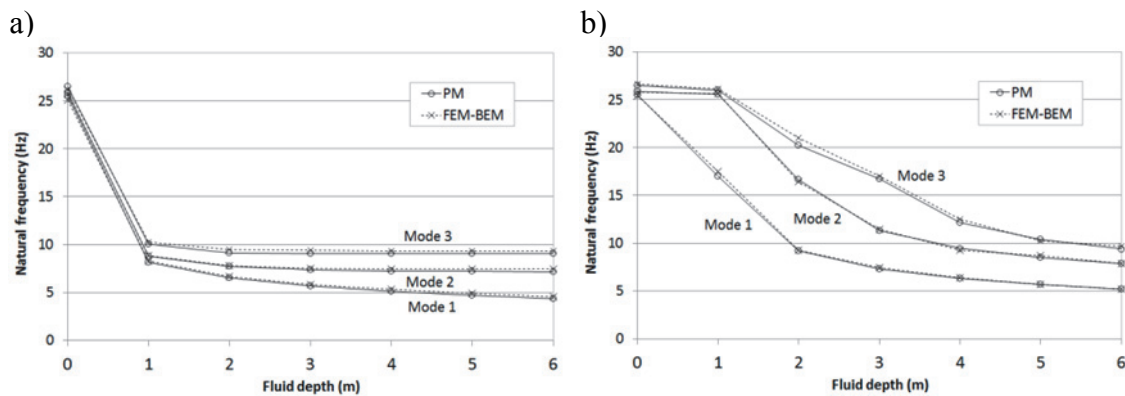 a)
30
25
20
15
10
5
0
Natural frequency (Hz)
PM
FEM-BEM
Mode 3
Mode 2
Mode 1
0 1 2 3 4 5 6
Fluid depth (m)
b)
30
25
20
15
10
5
0
Natural frequency (Hz)
PM
FEM-BEM
Mode 3
Mode 2
Mode 1
0 1 2 3 4 5 6
Fluid depth (m)